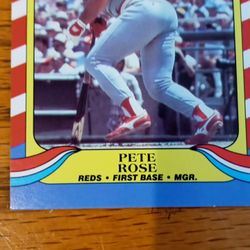 PETE
ROSE
REDS • FIRST BASE • MGR.